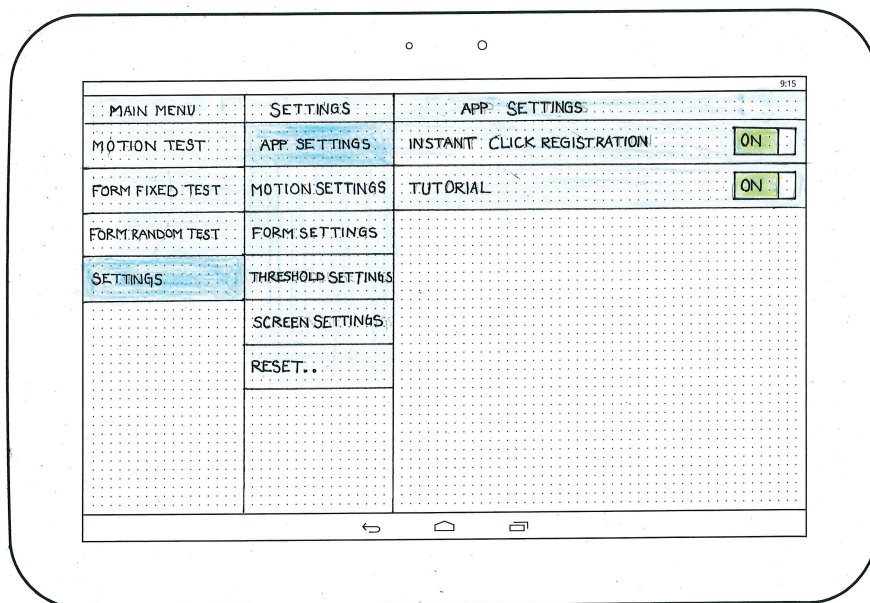 9:15
MAIN MENU
MOTION TEST
FORM FIXED TEST
FORM RANDOM TEST
SETTINGS
SETTINGS
APP SETTINGS
MOTION SETTINGS
FORM SETTINGS
THRESHOLD SETTINGS
SCREEN SETTINGS
RESET..
APP SETTINGS
INSTANT CLICK REGISTRATION ON
TUTORIAL ON